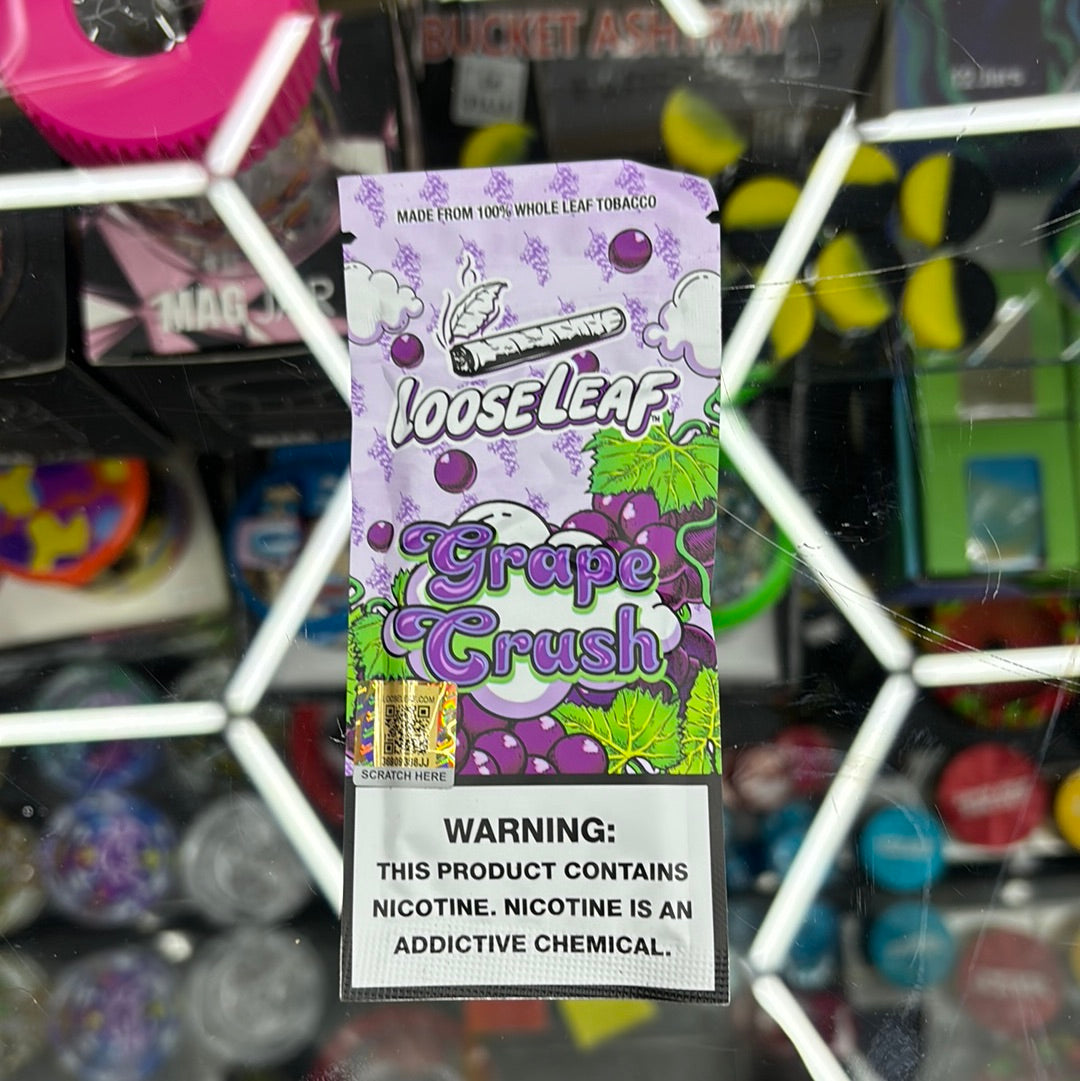 BUCKET ASHTRAY
MAG JAR
MADE FROM 100% WHOLE LEAF TOBACCO
LOOSELEAF™
Grape
Crush
SCRATCH HERE
WARNING:
THIS PRODUCT CONTAINS
NICOTINE. NICOTINE IS AN
ADDICTIVE CHEMICAL.